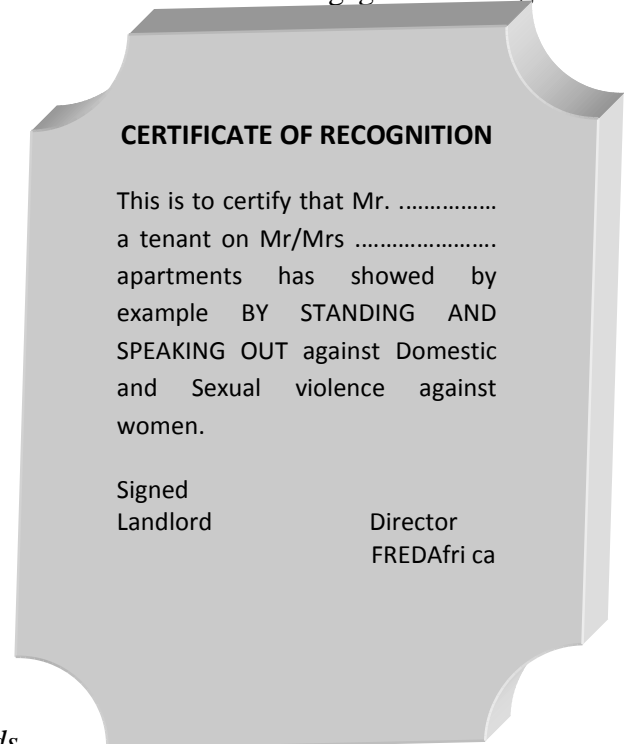 CERTIFICATE OF RECOGNITION
This is to certify that Mr. ................
a tenant on Mr/Mrs .......................
apartments has showed by
example BY STANDING AND
SPEAKING OUT against Domestic
and Sexual violence against
women.
Signed
Landlord Director
FREDAfri ca